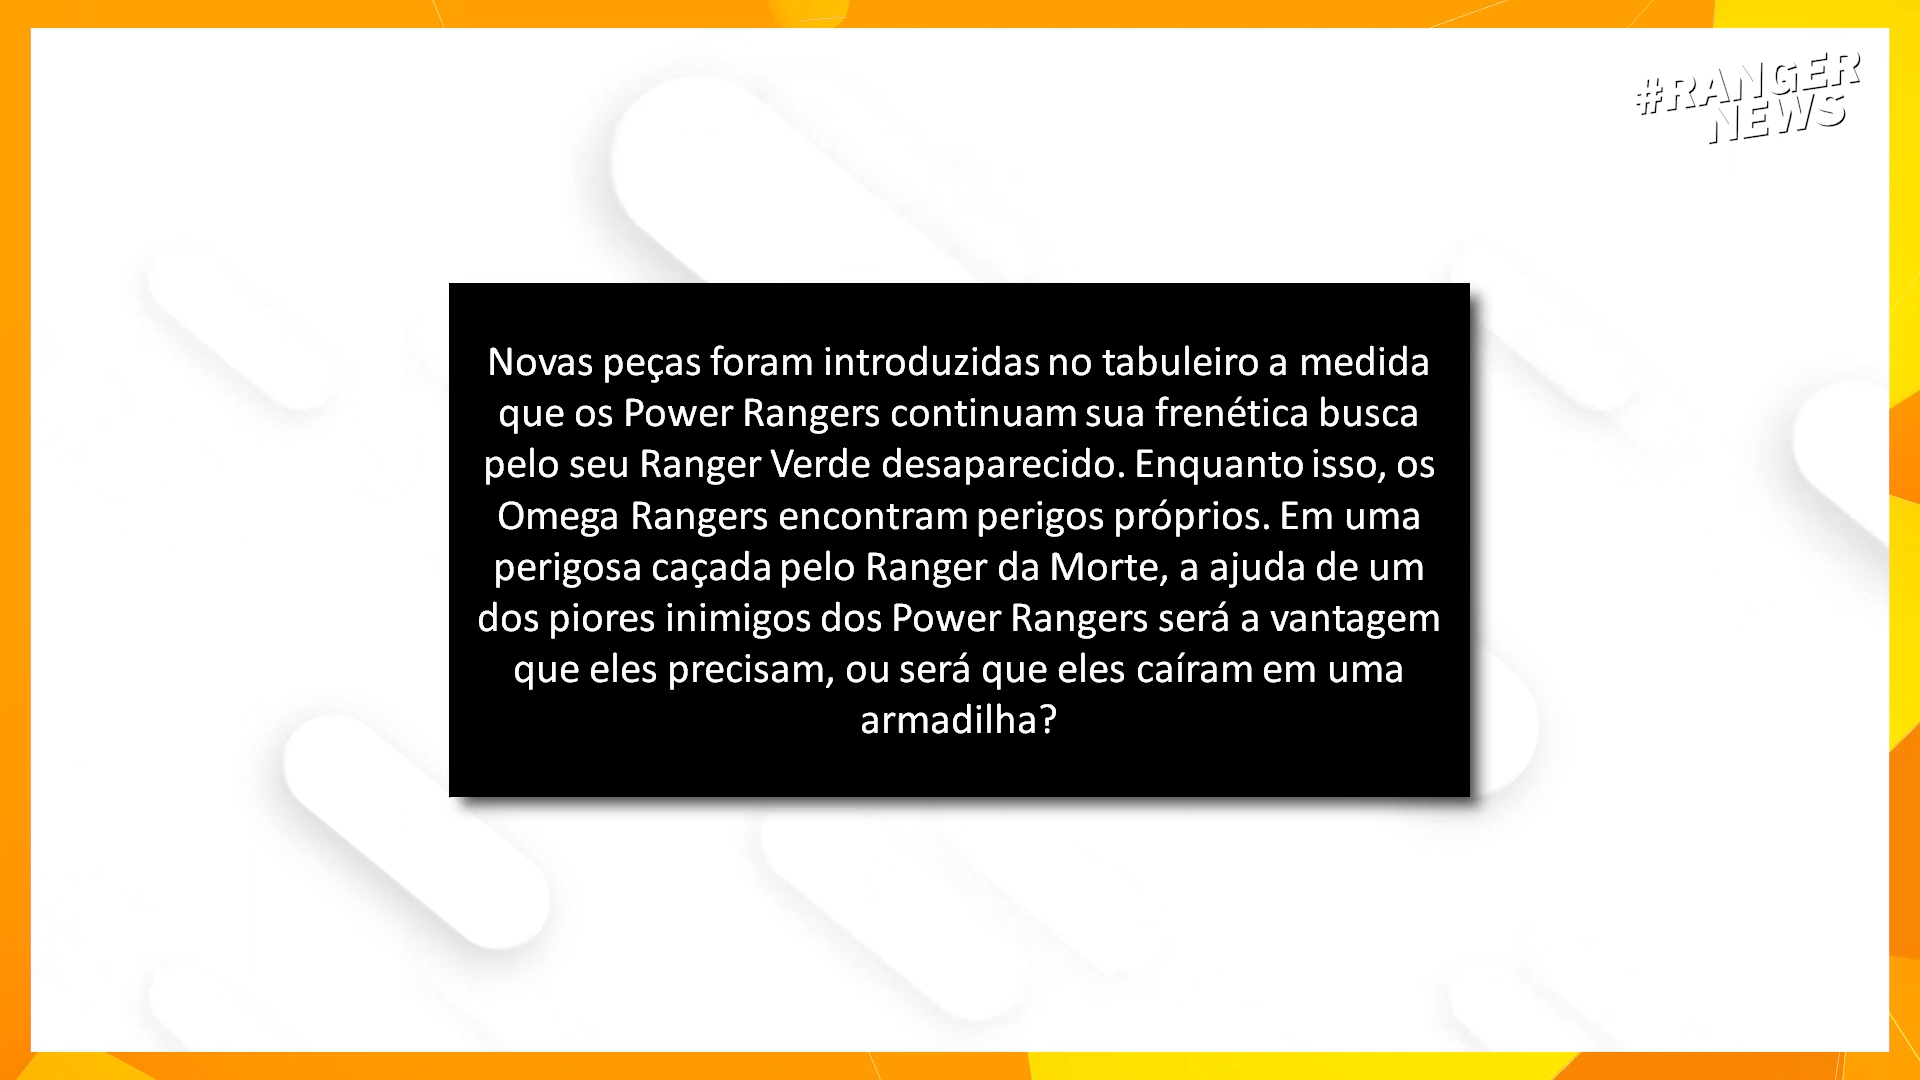 #RANGER
NEWS
Novas peças foram introduzidas no tabuleiro a medida
que os Power Rangers continuam sua frenética busca
pelo seu Ranger Verde desaparecido. Enquanto isso, os
Omega Rangers encontram perigos próprios. Em uma
perigosa caçada pelo Ranger da Morte, a ajuda de um
dos piores inimigos dos Power Rangers será a vantagem
que eles precisam, ou será que eles caíram em uma
armadilha?